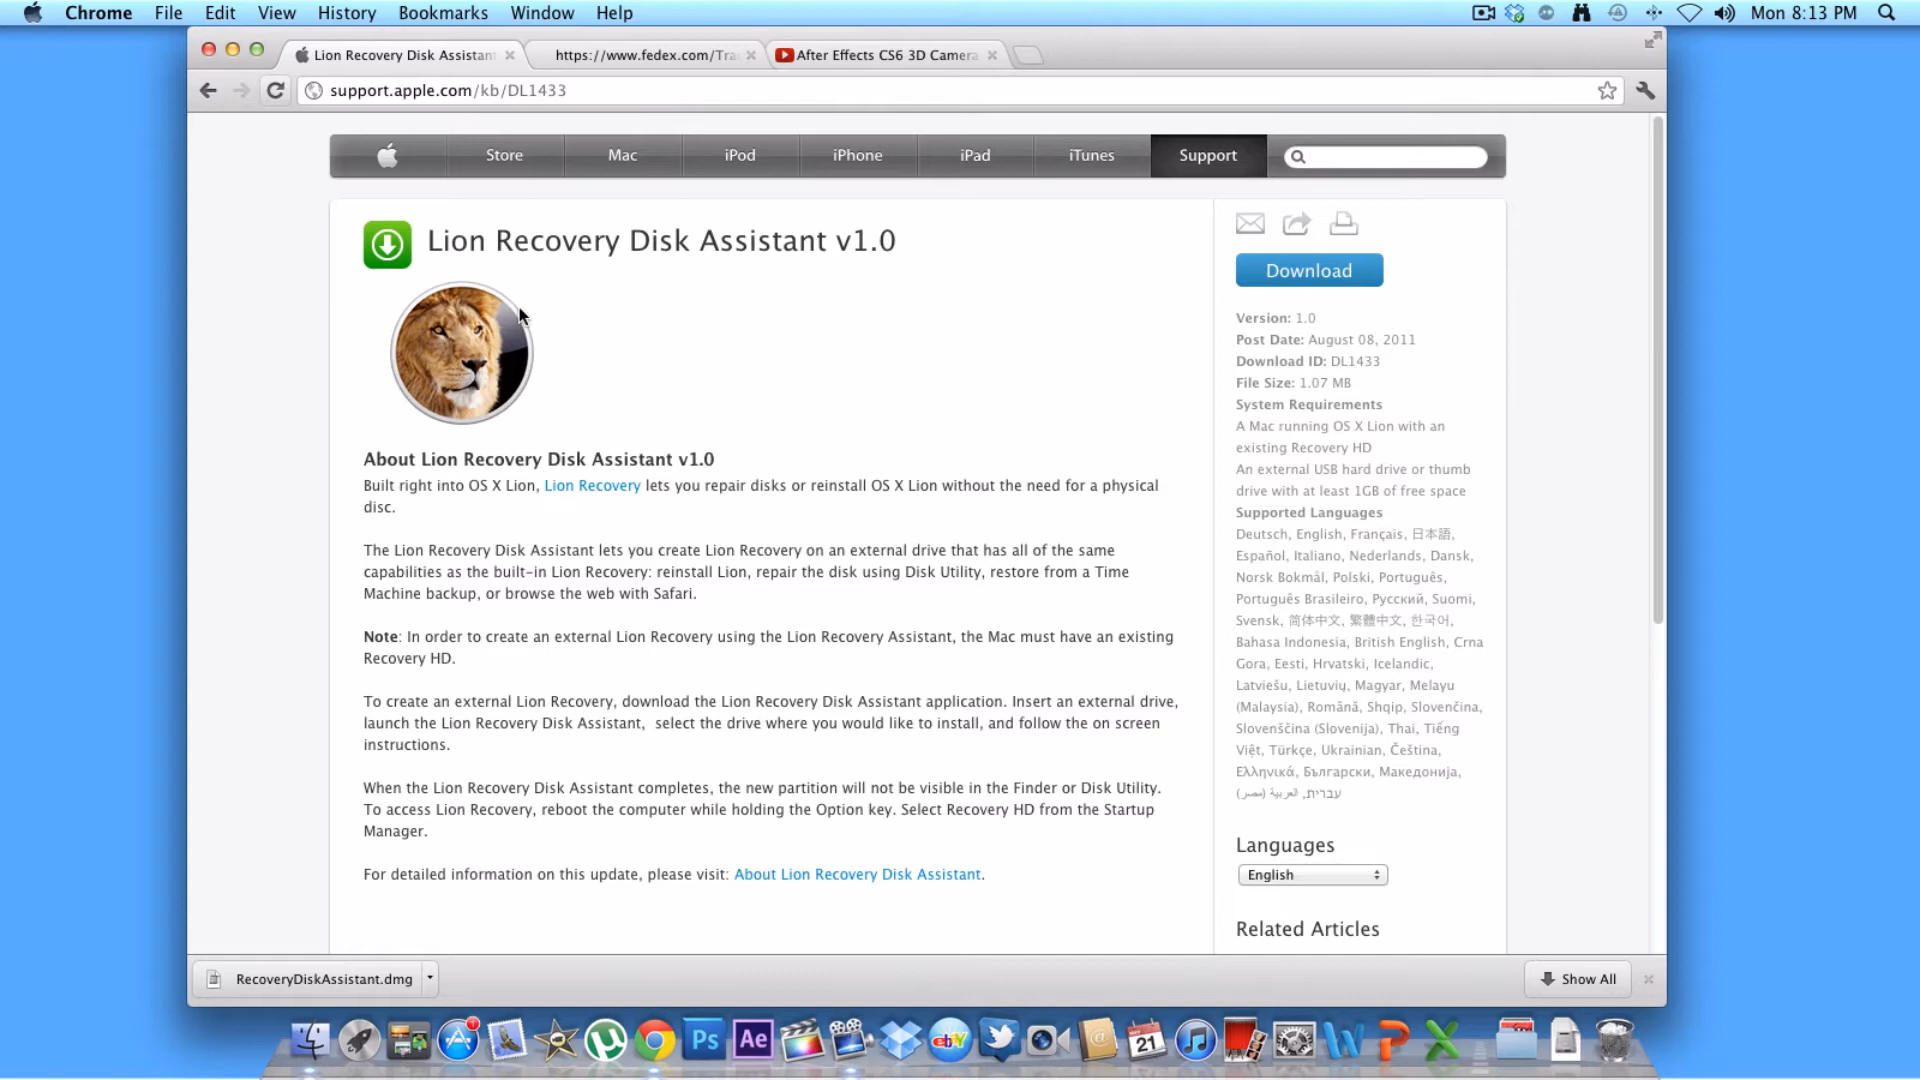 Chrome File Edit View History Bookmarks Window Help Mon 8:13 PM
Lion Recovery Disk Assistant https://www.fedex.com/Tra After Effects CS6 3D Camera
support.apple.com/kb/DL1433
Store Mac iPod iPhone iPad iTunes Support
Lion Recovery Disk Assistant v1.0
About Lion Recovery Disk Assistant v1.0
Built right into OS X Lion, Lion Recovery lets you repair disks or reinstall OS X Lion without the need for a physical
disc.
The Lion Recovery Disk Assistant lets you create Lion Recovery on an external drive that has all of the same
capabilities as the built-in Lion Recovery: reinstall Lion, repair the disk using Disk Utility, restore from a Time
Machine backup, or browse the web with Safari.
Note: In order to create an external Lion Recovery using the Lion Recovery Assistant, the Mac must have an existing
Recovery HD.
To create an external Lion Recovery, download the Lion Recovery Disk Assistant application. Insert an external drive,
launch the Lion Recovery Disk Assistant, select the drive where you would like to install, and follow the on screen
instructions.
When the Lion Recovery Disk Assistant completes, the new partition will not be visible in the Finder or Disk Utility.
To access Lion Recovery, reboot the computer while holding the Option key. Select Recovery HD from the Startup
Manager.
For detailed information on this update, please visit: About Lion Recovery Disk Assistant.
Download
Version: 1.0
Post Date: August 08, 2011
Download ID: DL1433
File Size: 1.07 MB
System Requirements
A Mac running OS X Lion with an
existing Recovery HD
An external USB hard drive or thumb
drive with at least 1GB of free space
Supported Languages
Deutsch, English, Français, 日本語,
Español, Italiano, Nederlands, Dansk,
Norsk Bokmål, Polski, Português,
Português Brasileiro, Русский, Suomi,
Svensk, 简体中文, 繁體中文, 한국어,
Bahasa Indonesia, British English, Crna
Gora, Eesti, Hrvatski, Icelandic,
Latviešu, Lietuvių, Magyar, Melayu
(Malaysia), Română, Shqip, Slovenčina,
Slovenščina (Slovenija), Thai, Tiếng
Việt, Türkçe, Ukrainian, Čeština,
Ελληνικά, Български, Македонија,
עברית, العربية (مصر)
Languages
English
Related Articles
RecoveryDiskAssistant.dmg Show All
1 Ps Ae ebY 21 W P X